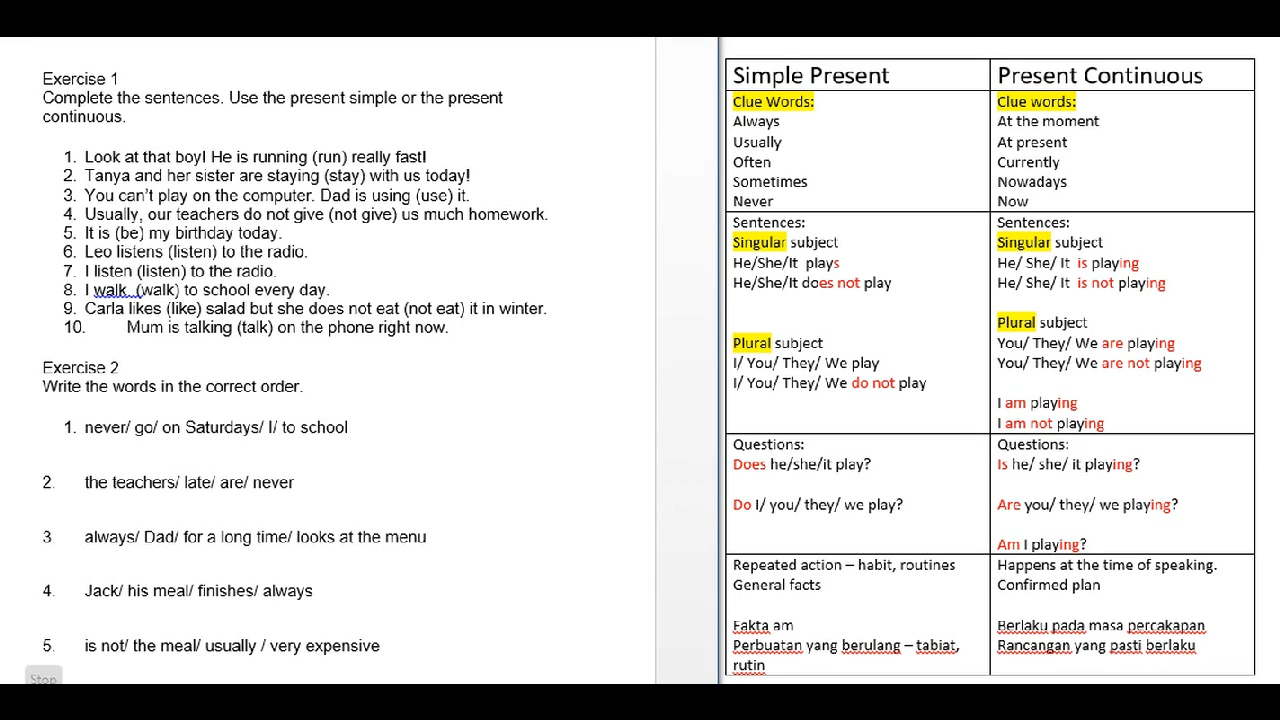 Exercise 1
Complete the sentences. Use the present simple or the present
continuous.
1. Look at that boy! He is running (run) really fast!
2. Tanya and her sister are staying (stay) with us today!
3. You can't play on the computer. Dad is using (use) it.
4. Usually, our teachers do not give (not give) us much homework.
5. It is (be) my birthday today.
6. Leo listens (listen) to the radio.
7. I listen (listen) to the radio.
8. I walk (walk) to school every day.
9. Carla likes (like) salad but she does not eat (not eat) it in winter.
10. Mum is talking (talk) on the phone right now.
Exercise 2
Write the words in the correct order.
1. never/ go/ on Saturdays/ I/ to school
2. the teachers/ late/ are/ never
3. always/ Dad/ for a long time/ looks at the menu
4. Jack/ his meal/ finishes/ always
5. is not/ the meal/ usually / very expensive
Stop
Simple Present
Clue Words:
Always
Usually
Often
Sometimes
Never
Sentences:
Singular subject
He/She/It plays
He/She/It does not play
Plural subject
I/ You/ They/ We play
I/ You/ They/ We do not play
Questions:
Does he/she/it play?
Do I/ you/ they/ we play?
Repeated action – habit, routines
General facts
Fakta am
Perbuatan yang berulang – tabiat,
rutin
Present Continuous
Clue words:
At the moment
At present
Currently
Nowadays
Now
Sentences:
Singular subject
He/ She/ It is playing
He/ She/ It is not playing
Plural subject
You/ They/ We are playing
You/ They/ We are not playing
I am playing
I am not playing
Questions:
Is he/ she/ it playing?
Are you/ they/ we playing?
Am I playing?
Happens at the time of speaking.
Confirmed plan
Berlaku pada masa percakapan
Rancangan yang pasti berlaku